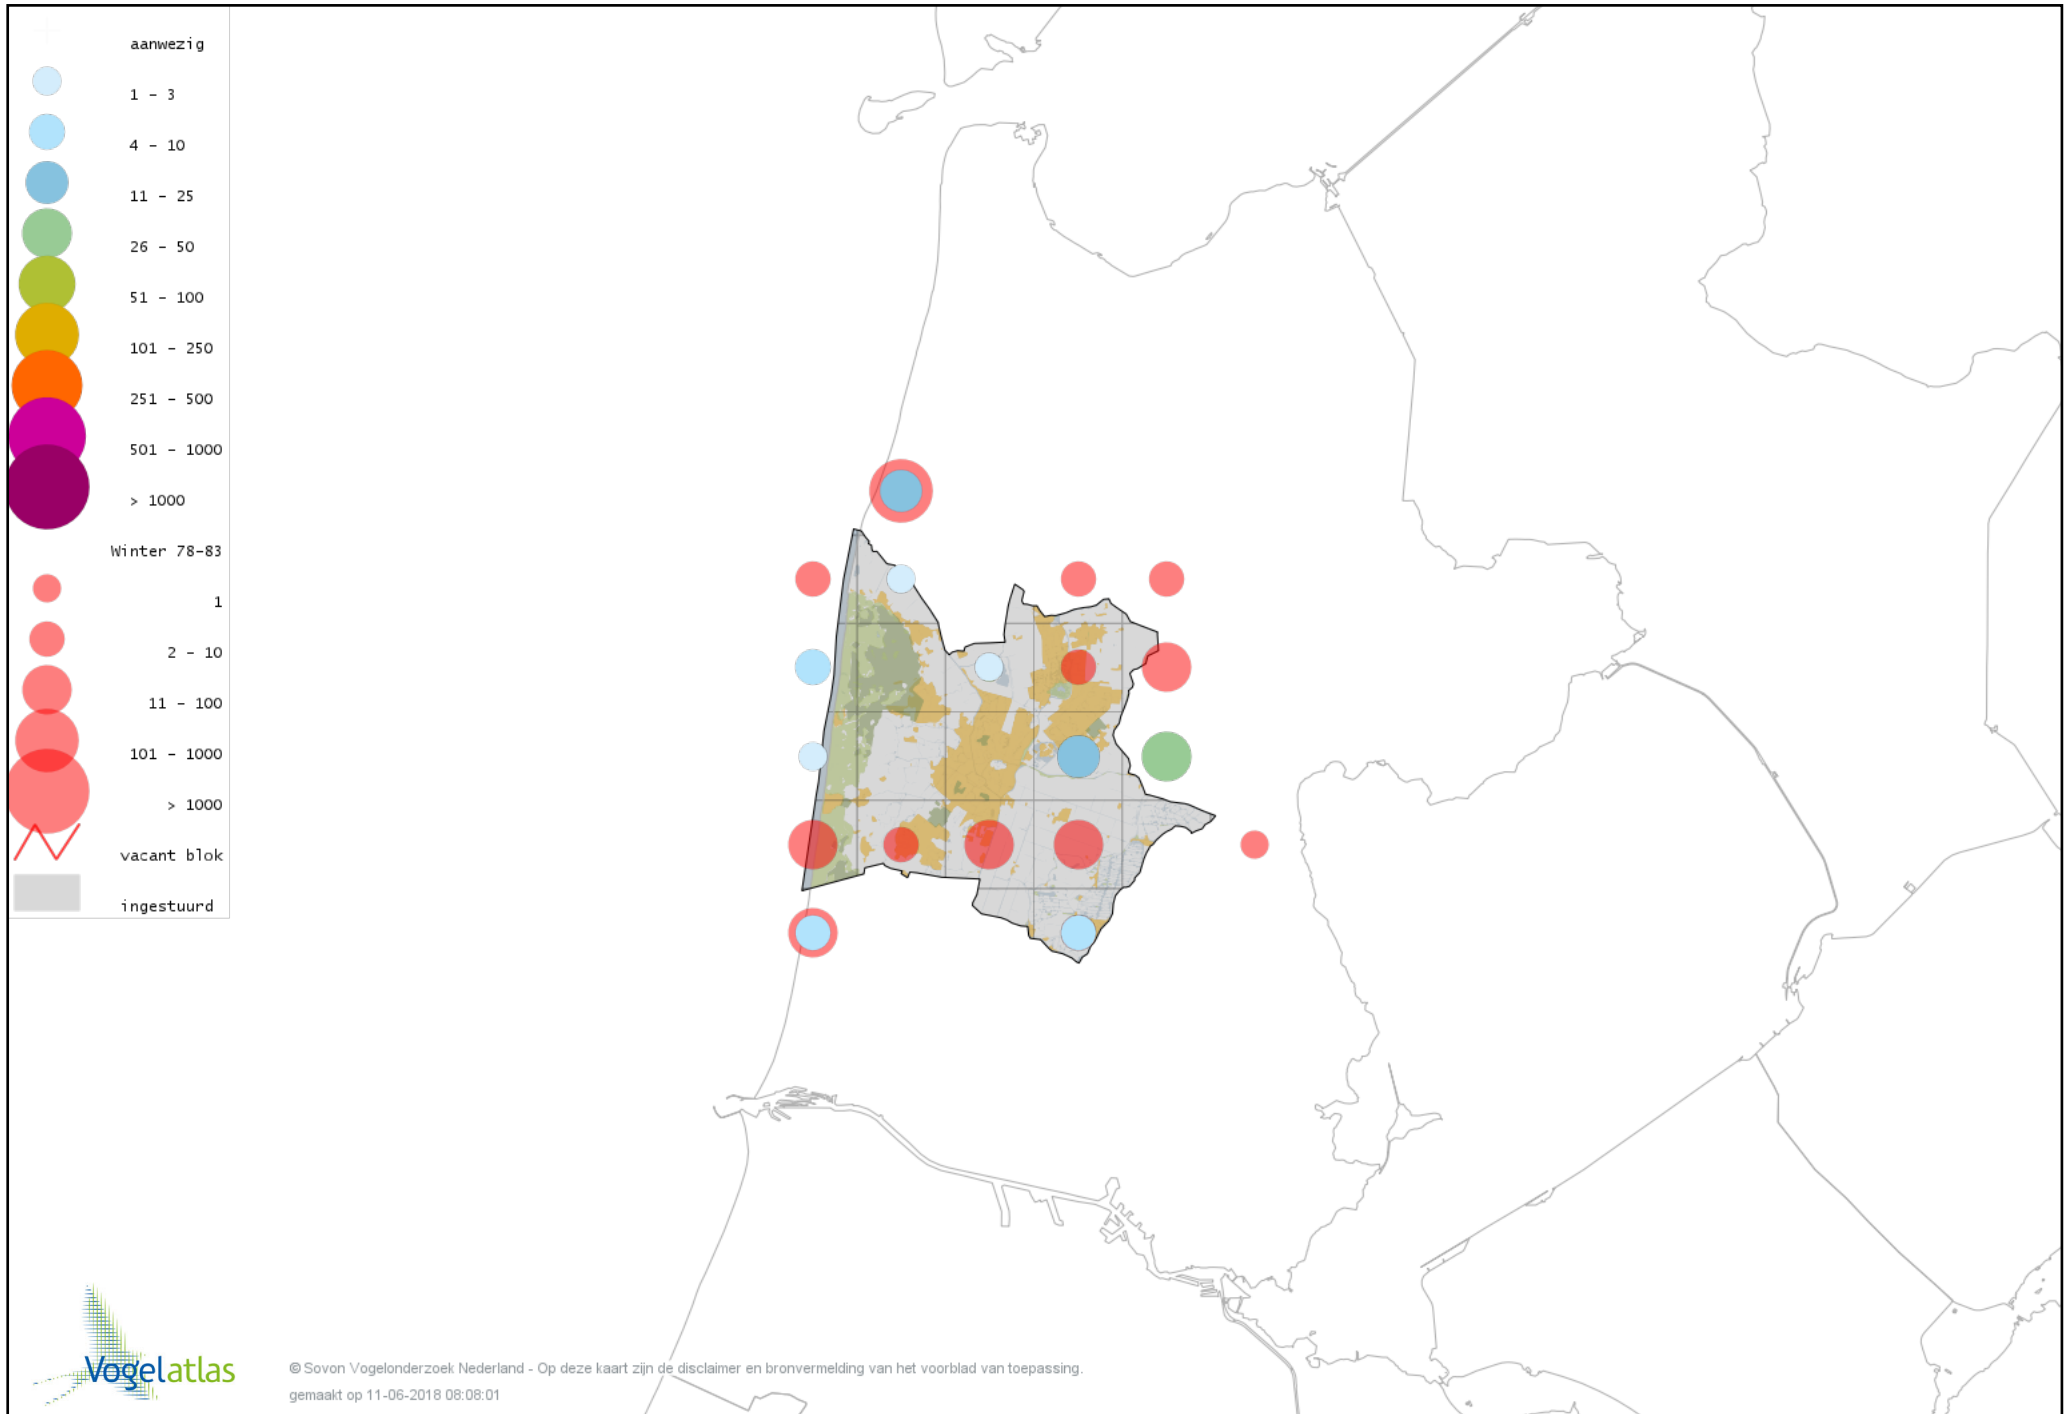 aanwezig
1 - 3
4 - 10
11 - 25
26 - 50
51 - 100
101 - 250
251 - 500
501 - 1000
> 1000
Winter 78-83
1
2 - 10
11 - 100
101 - 1000
> 1000
vacant blok
ingestuurd
Vogelatlas
© Sovon Vogelonderzoek Nederland - Op deze kaart zijn de disclaimer en bronvermelding van het voorblad van toepassing.
gemaakt op 11-06-2018 08:08:01